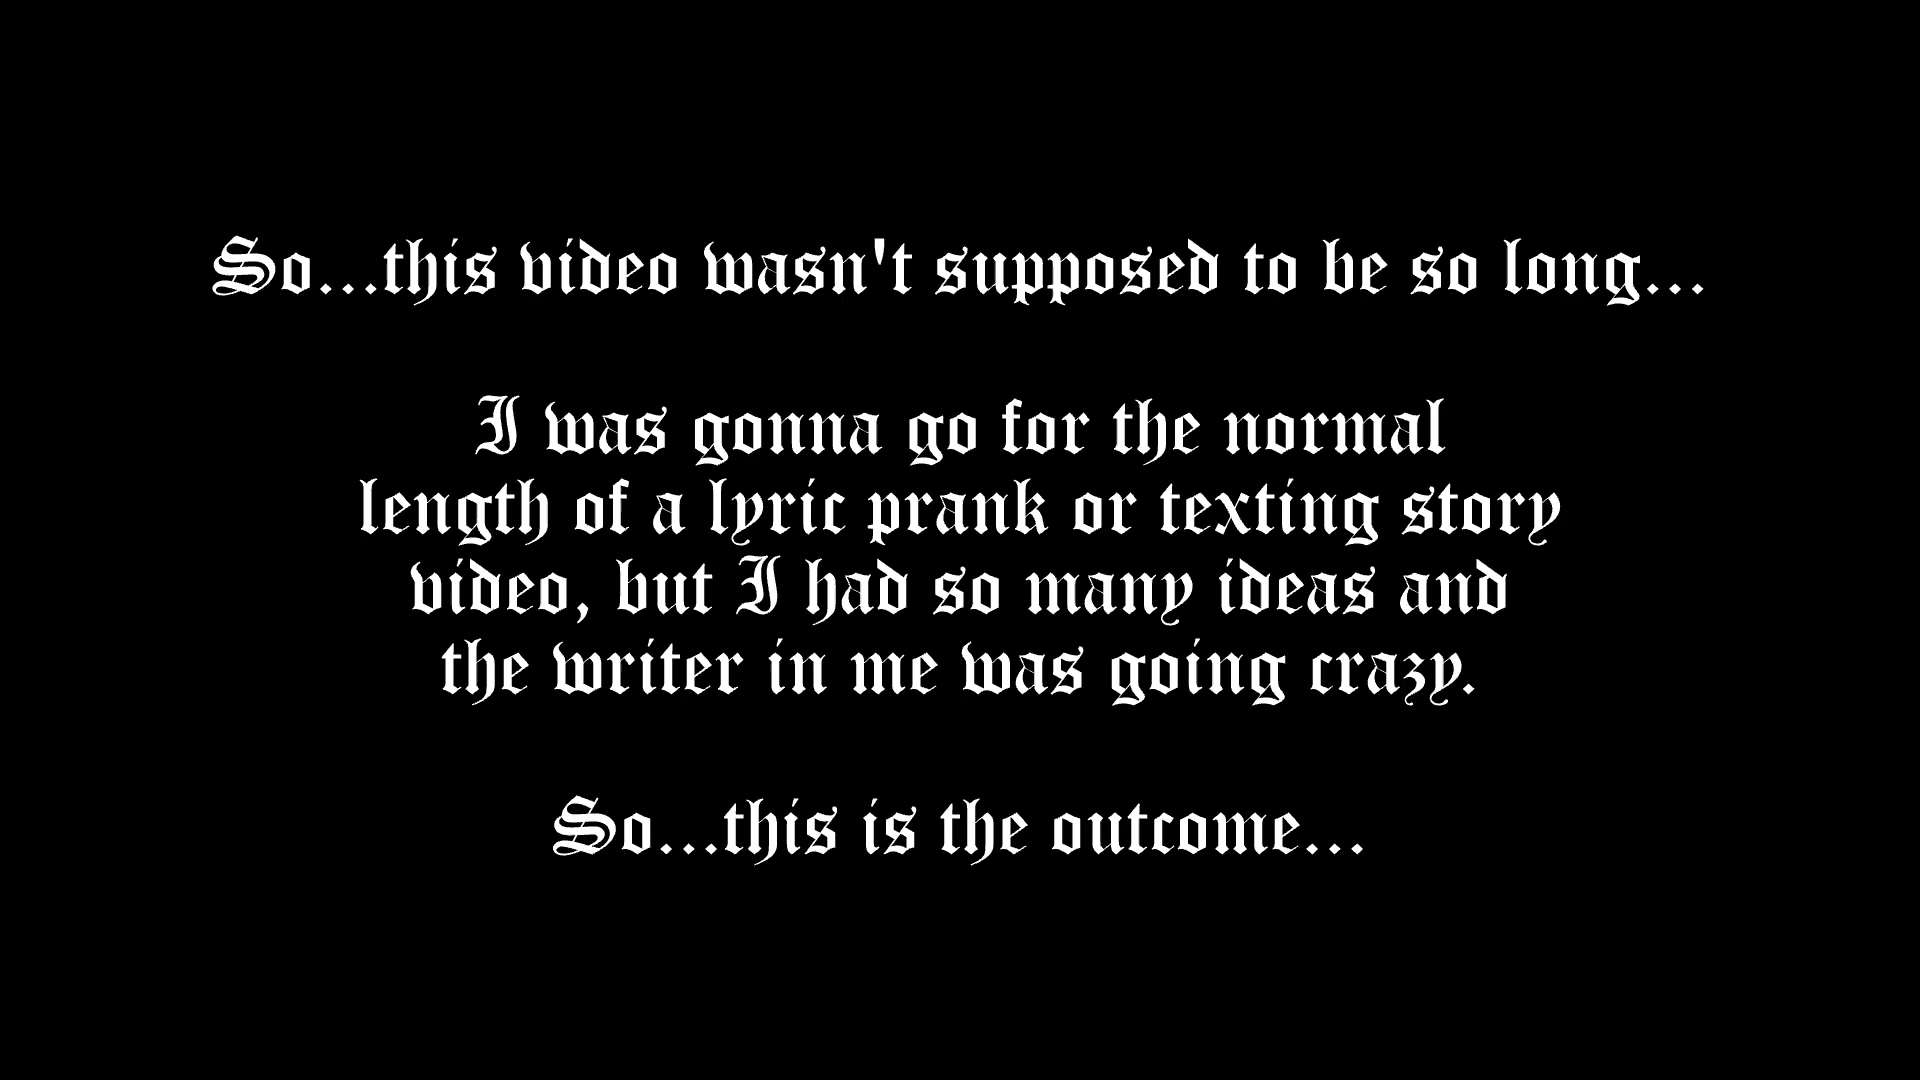 So...this video wasn't supposed to be so long...
I was gonna go for the normal
length of a lyric prank or texting story
video, but I had so many ideas and
the writer in me was going crazy.
So...this is the outcome...